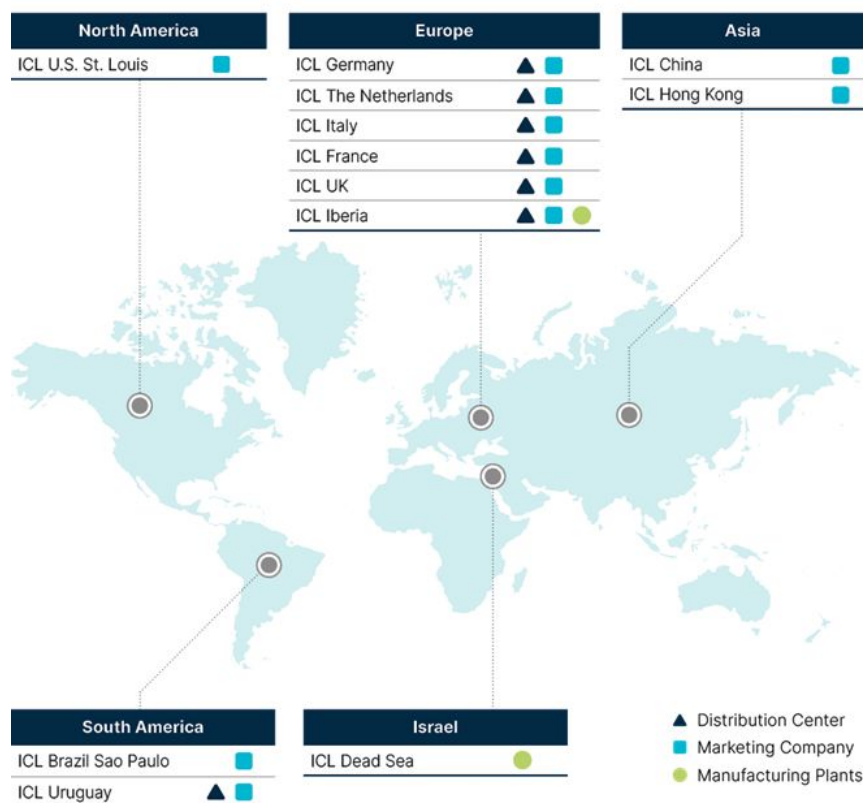 North America
ICL U.S. St. Louis
Europe
ICL Germany
ICL The Netherlands
ICL Italy
ICL France
ICL UK
ICL Iberia
Asia
ICL China
ICL Hong Kong
South America
ICL Brazil Sao Paulo
ICL Uruguay
Israel
ICL Dead Sea
Distribution Center
Marketing Company
Manufacturing Plants